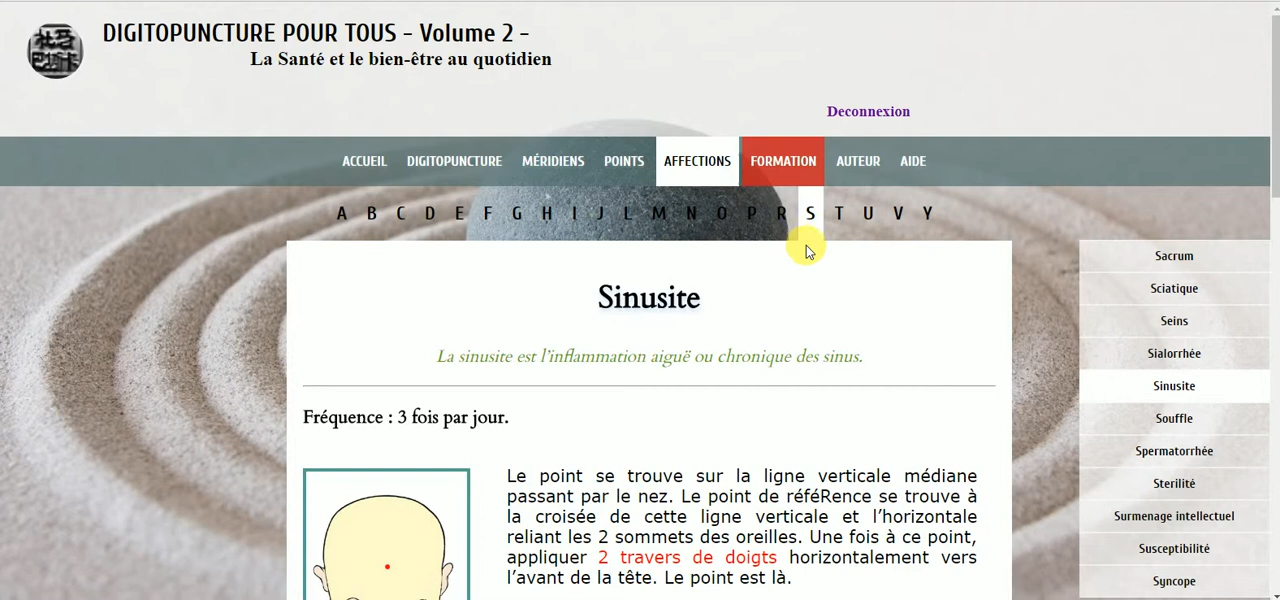 DIGITOPUNCTURE POUR TOUS - Volume 2 -
La Santé et le bien-être au quotidien
Deconnexion
ACCUEIL DIGITOPUNCTURE MÉRIDIENS POINTS AFFECTIONS FORMATION AUTEUR AIDE
A B C D E F G H I J L M N O P R S T U V Y
Sinusite
La sinusite est l'inflammation aiguë ou chronique des sinus.
Fréquence : 3 fois par jour.
Le point se trouve sur la ligne verticale médiane
passant par le nez. Le point de référence se trouve à
la croisée de cette ligne verticale et l'horizontale
reliant les 2 sommets des oreilles. Une fois à ce point,
appliquer 2 travers de doigts horizontalement vers
l'avant de la tête. Le point est là.
Sacrum
Sciatique
Seins
Sialorrhée
Sinusite
Souffle
Spermatorrhée
Sterilité
Surmenage intellectuel
Susceptibilité
Syncope